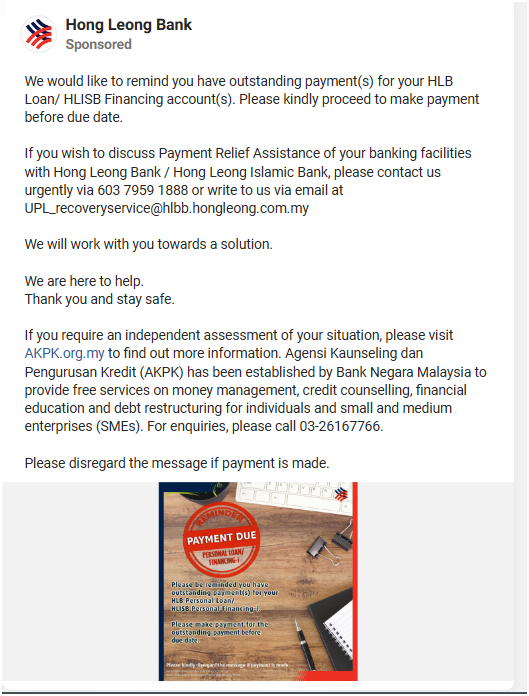 Hong Leong Bank
Sponsored
We would like to remind you have outstanding payment(s) for your HLB
Loan/ HLISB Financing account(s). Please kindly proceed to make payment
before due date.
If you wish to discuss Payment Relief Assistance of your banking facilities
with Hong Leong Bank / Hong Leong Islamic Bank, please contact us
urgently via 603 7959 1888 or write to us via email at
UPL_recoveryservice@hlbb.hongleong.com.my
We will work with you towards a solution.
We are here to help.
Thank you and stay safe.
If you require an independent assessment of your situation, please visit
AKPK.org.my to find out more information. Agensi Kaunseling dan
Pengurusan Kredit (AKPK) has been established by Bank Negara Malaysia to
provide free services on money management, credit counselling, financial
education and debt restructuring for individuals and small and medium
enterprises (SMEs). For enquiries, please call 03-26167766.
Please disregard the message if payment is made.
REMINDER
PAYMENT DUE
PERSONAL LOAN/
FINANCING-i
Please be reminded you have
outstanding payment(s) for your
HLB Personal Loan/
HLISB Personal Financing-i.
Please make payment for the
outstanding payment before
due date.
Please kindly disregard the message if payment is made